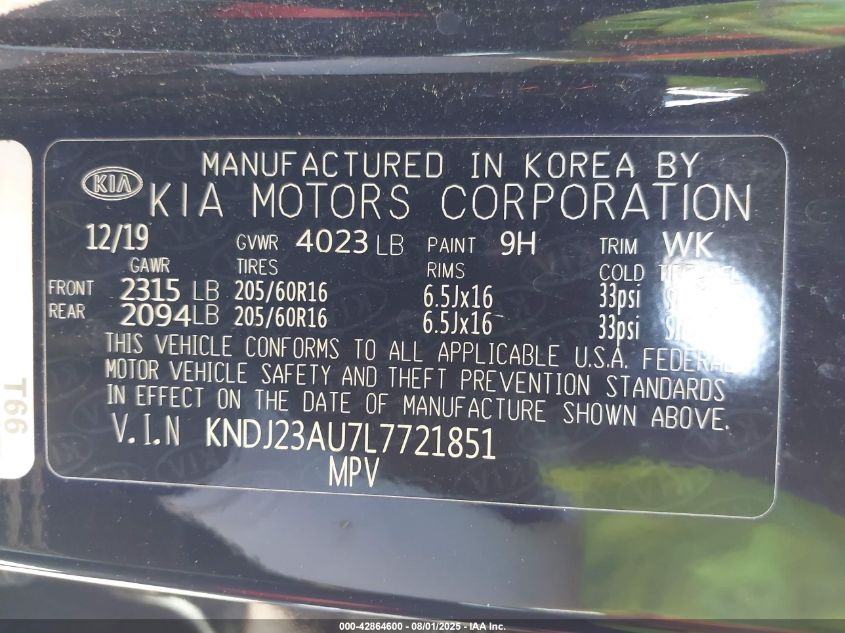 MANUFACTURED IN KOREA BY
KIA KIA MOTORS CORPORATION
12/19 GVWR 4023 LB PAINT 9H TRIM WK
GAWR TIRES RIMS COLD
FRONT 2315 LB 205/60R16 6.5Jx16 33psi
REAR 2094 LB 205/60R16 6.5Jx16 33psi
THIS VEHICLE CONFORMS TO ALL APPLICABLE U.S.A. FEDERAL
MOTOR VEHICLE SAFETY AND THEFT PREVENTION STANDARDS
IN EFFECT ON THE DATE OF MANUFACTURE SHOWN ABOVE.
V.I.N KNDJ23AU7L7721851
MPV
T66
000-42864600 - 08/01/2025 - IAA Inc.